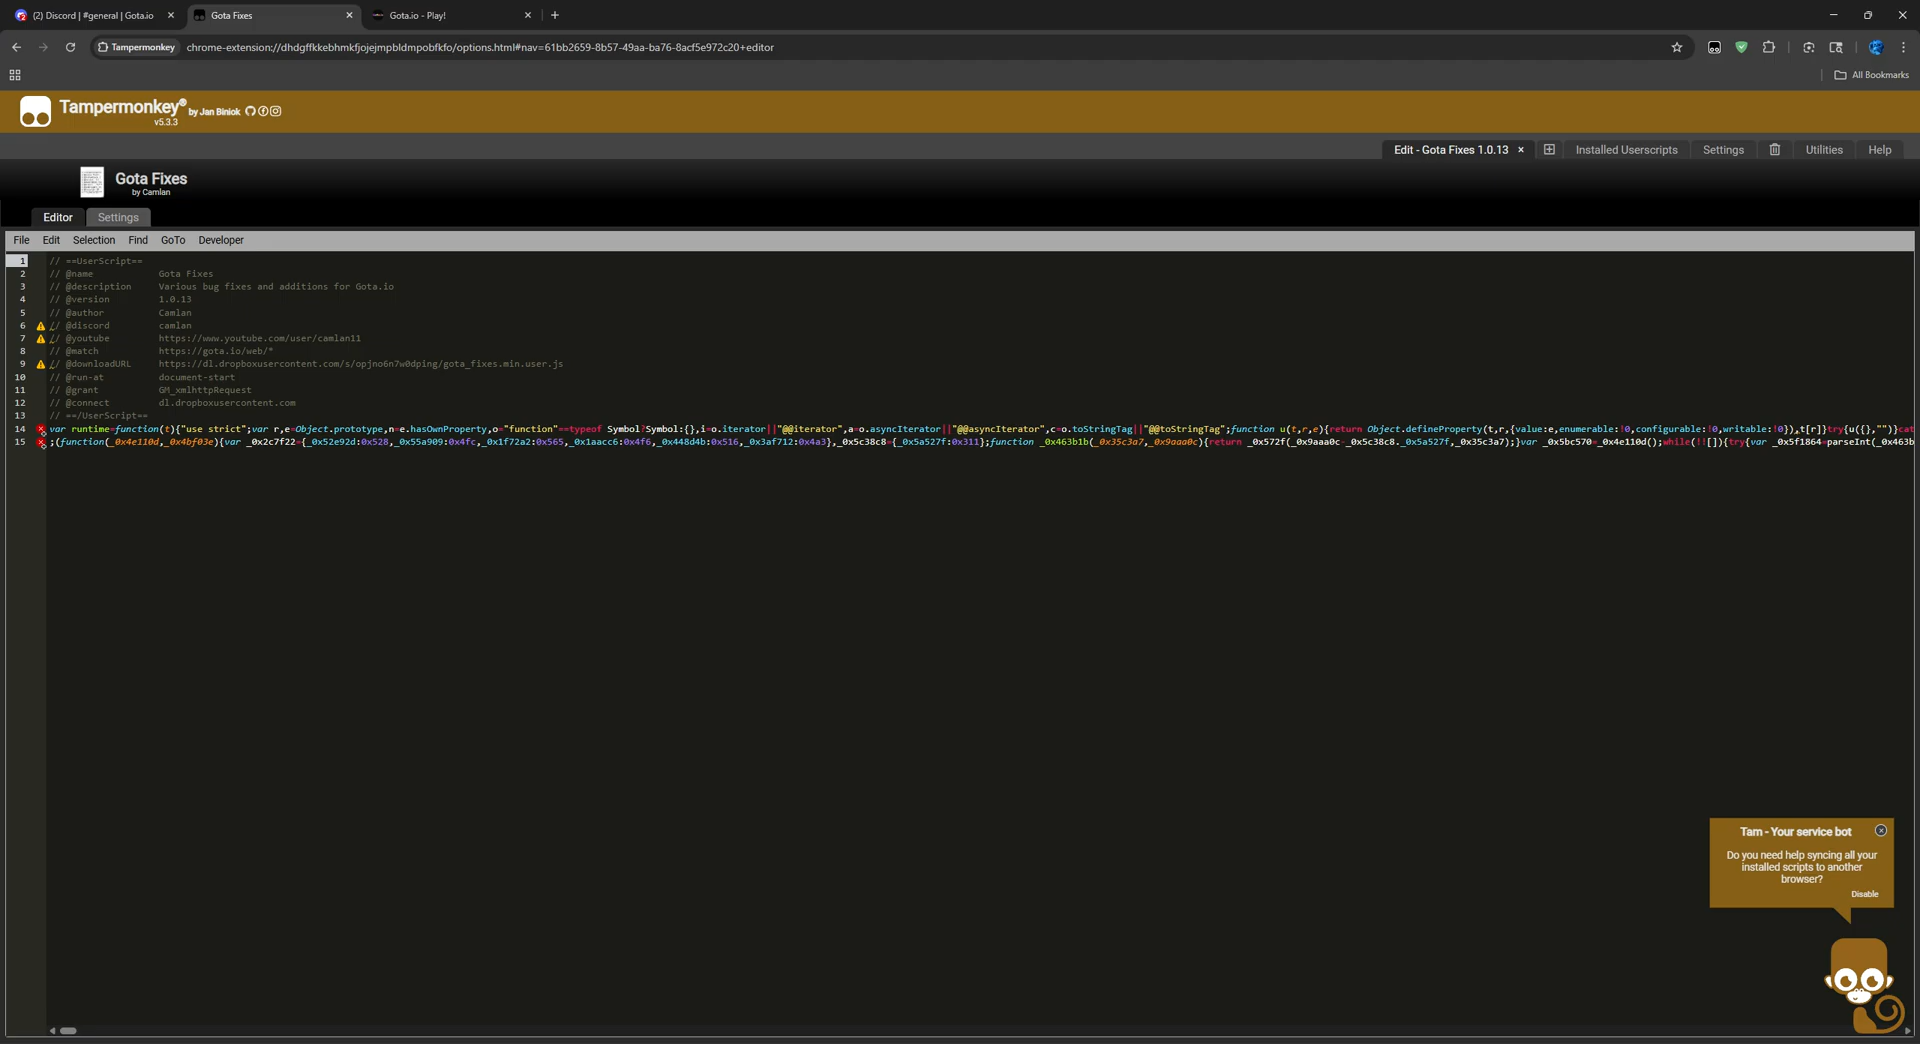 (2) Discord | #general | Gota.io
Gota Fixes
Gota.io - Play!
Tampermonkey
chrome-extension://dhdgffkkebhmkfjojejmpbldmpobfkfo/options.html#nav=61bb2659-8b57-49aa-ba76-8acf5e972c20+editor
All Bookmarks
Tampermonkey® by Jan Biniok
v5.3.3
Edit - Gota Fixes 1.0.13
Installed Userscripts
Settings
Utilities
Help
Gota Fixes
by Camlan
Editor
Settings
File Edit Selection Find GoTo Developer
1 // ==UserScript==
2 // @name Gota Fixes
3 // @description Various bug fixes and additions for Gota.io
4 // @version 1.0.13
5 // @author Camlan
6 // @discord camlan
7 // @youtube https://www.youtube.com/user/camlan11
8 // @match https://gota.io/web/*
9 // @downloadURL https://dl.dropboxusercontent.com/s/opjno6n7w0dping/gota_fixes.min.user.js
10 // @run-at document-start
11 // @grant GM_xmlhttpRequest
12 // @connect dl.dropboxusercontent.com
13 // ==/UserScript==
14 var runtime=function(t){"use strict";var r,e=Object.prototype,n=e.hasOwnProperty,o="function"==typeof Symbol?Symbol:{},i=o.iterator||"@@iterator",a=o.asyncIterator||"@@asyncIterator",c=o.toStringTag||"@@toStringTag";function u(t,r,e){return Object.defineProperty(t,r,{value:e,enumerable:!0,configurable:!0,writable:!0}),t[r]}try{u({},"")}cat
15 ;(function(_0x4e110d,_0x4bf03e){var _0x2c7f22={_0x52e92d:0x528,_0x55a909:0x4fc,_0x1f72a2:0x565,_0x1aacc6:0x4f6,_0x448d4b:0x516,_0x3af712:0x4a3},_0x5c38c8={_0x5a527f:0x311};function _0x463b1b(_0x35c3a7,_0x9aaa0c){return _0x572f(_0x9aaa0c-_0x5c38c8._0x5a527f,_0x35c3a7);}var _0x5bc570=_0x4e110d();while(!![]){try{var _0x5f1864=parseInt(_0x463b
Tam - Your service bot
Do you need help syncing all your
installed scripts to another
browser?
Disable